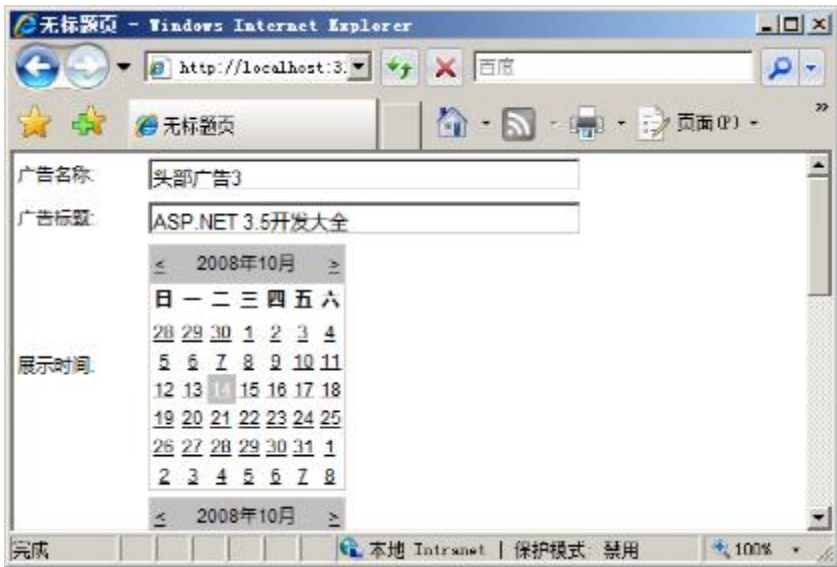 无标题页 - Windows Internet Explorer
http://localhost:3.
百度
无标题页
页面(P)
»
广告名称:
头部广告3
广告标题:
ASP.NET 3.5开发大全
展示时间:
< 2008年10月 >
日 一 二 三 四 五 六
28 29 30 1 2 3 4
5 6 7 8 9 10 11
12 13 14 15 16 17 18
19 20 21 22 23 24 25
26 27 28 29 30 31 1
2 3 4 5 6 7 8
< 2008年10月 >
完成
本地 Intranet | 保护模式: 禁用
100%